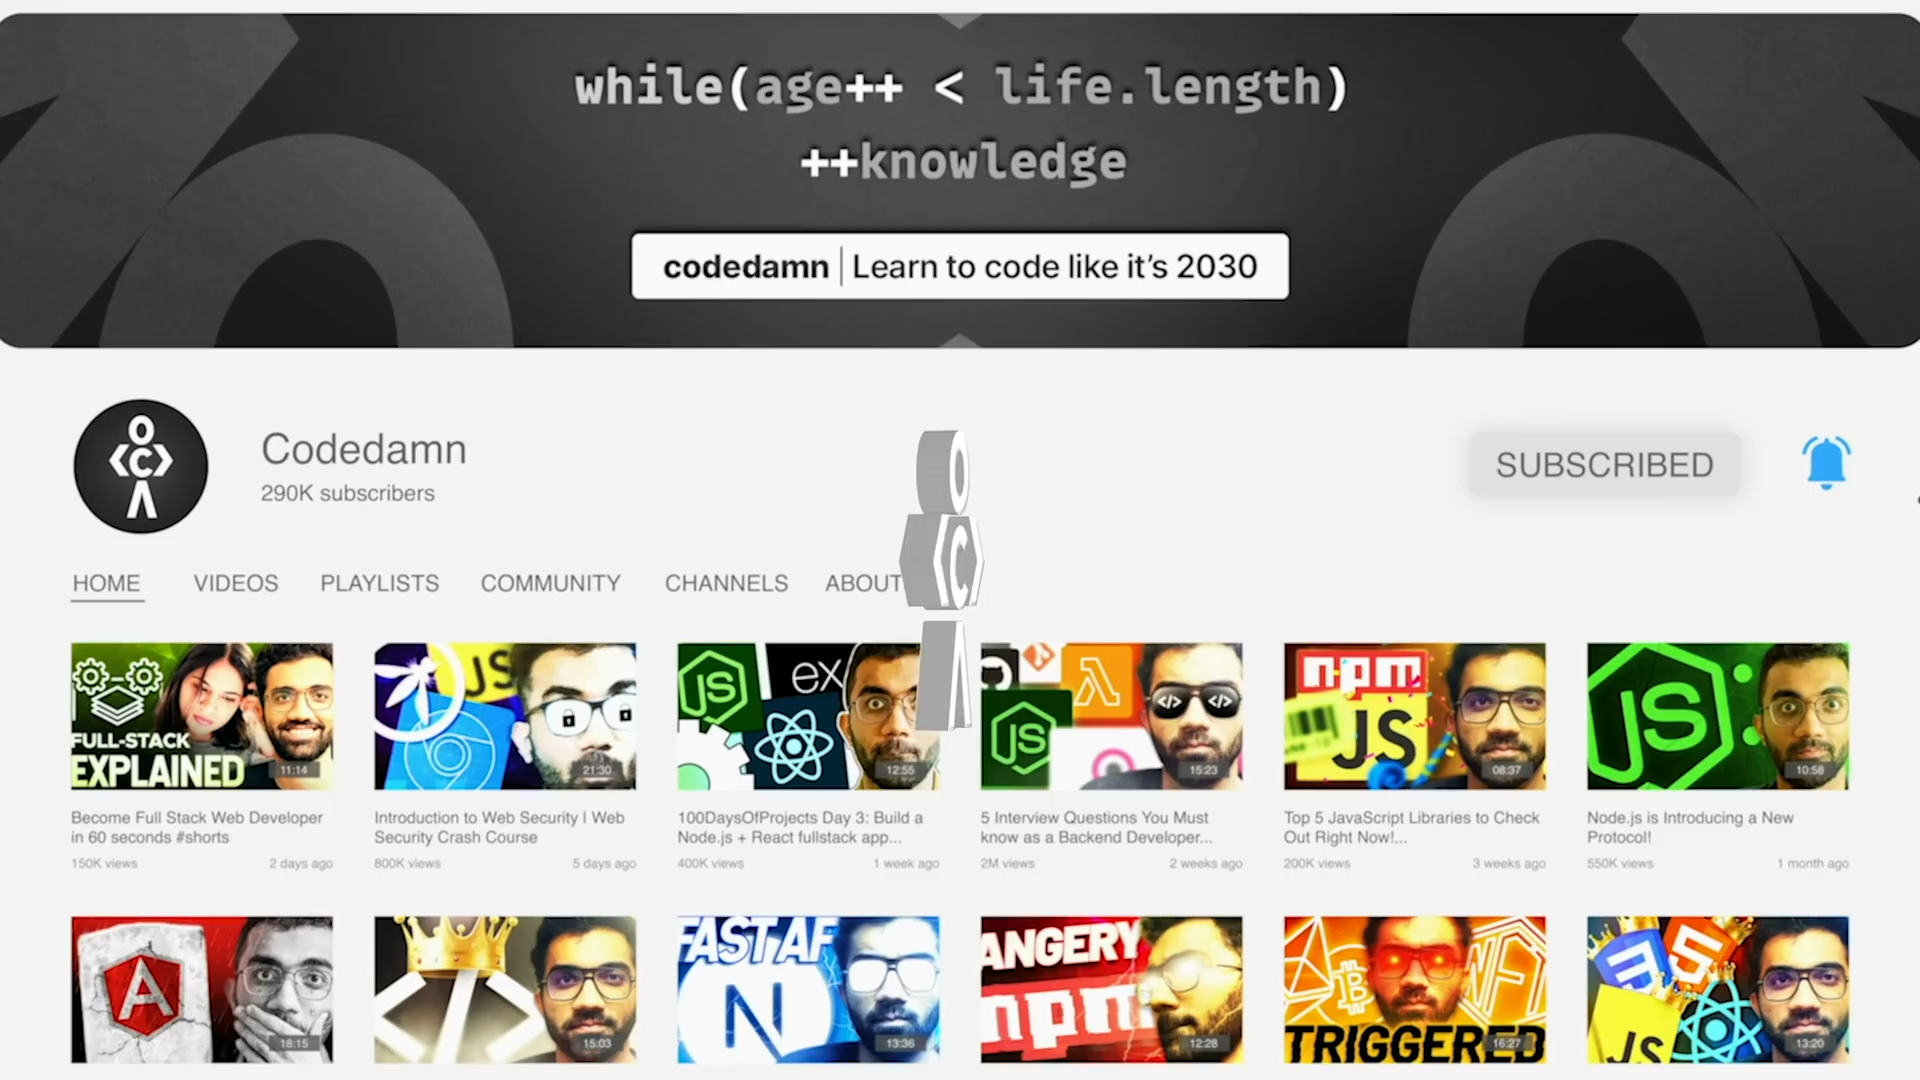 while(age++ < life.length)
++knowledge
codedamn | Learn to code like it's 2030
Codedamn
290K subscribers
SUBSCRIBED
HOME
VIDEOS
PLAYLISTS
COMMUNITY
CHANNELS
ABOUT
C
C
FULL-STACK
EXPLAINED
11:14
JS
21:30
JS
ex
12:55
JS
</>
</>
15:23
npm
JS
08:37
JS
10:58
Become Full Stack Web Developer
in 60 seconds #shorts
150K views
2 days ago
Introduction to Web Security | Web
Security Crash Course
800K views
5 days ago
100DaysOfProjects Day 3: Build a
Node.js + React fullstack app...
400K views
1 week ago
5 Interview Questions You Must
know as a Backend Developer...
2M views
2 weeks ago
Top 5 JavaScript Libraries to Check
Out Right Now!...
200K views
3 weeks ago
Node.js is Introducing a New
Protocol!
550K views
1 month ago
A
18:15
</>
15:03
FAST AF
N
13:36
ANGERY
npm
12:28
NFT
TRIGGERED
16:27
3
5
JS
13:20